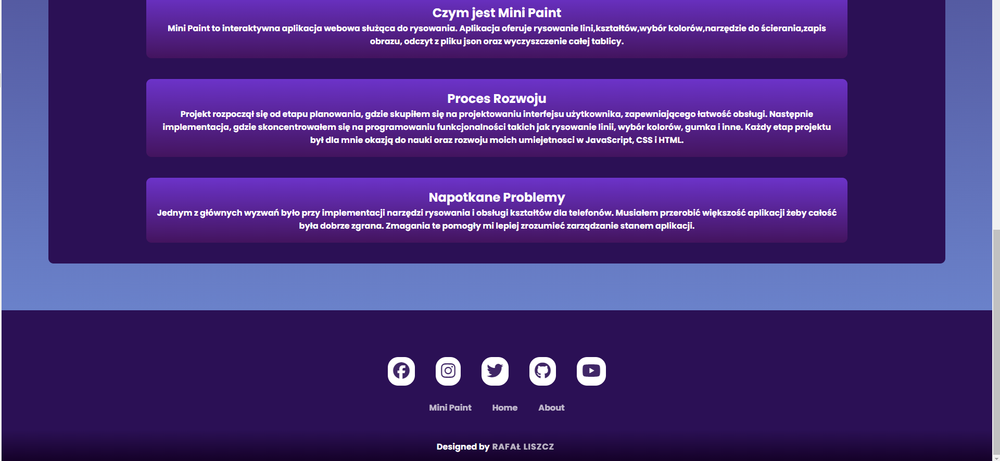 Czym jest Mini Paint
Mini Paint to interaktywna aplikacja webowa służąca do rysowania. Aplikacja oferuje rysowanie lini,kształtów,wybór kolorów,narzędzie do ścierania,zapis
obrazu, odczyt z pliku json oraz wyczyszczenie całej tablicy.
Proces Rozwoju
Projekt rozpoczął się od etapu planowania, gdzie skupiłem się na projektowaniu interfejsu użytkownika, zapewniającego łatwość obsługi. Następnie
implementacja, gdzie skoncentrowałem się na programowaniu funkcjonalności takich jak rysowanie linii, wybór kolorów, gumka i inne. Każdy etap projektu
był dla mnie okazją do nauki oraz rozwoju moich umiejetnosci w JavaScript, CSS i HTML.
Napotkane Problemy
Jednym z głównych wyzwań było przy implementacji narzędzi rysowania i obsługi kształtów dla telefonów. Musiałem przerobić większość aplikacji żeby całość
była dobrze zgrana. Zmagania te pomogły mi lepiej zrozumieć zarządzanie stanem aplikacji.
Mini Paint Home About
Designed by RAFAŁ LISZCZ